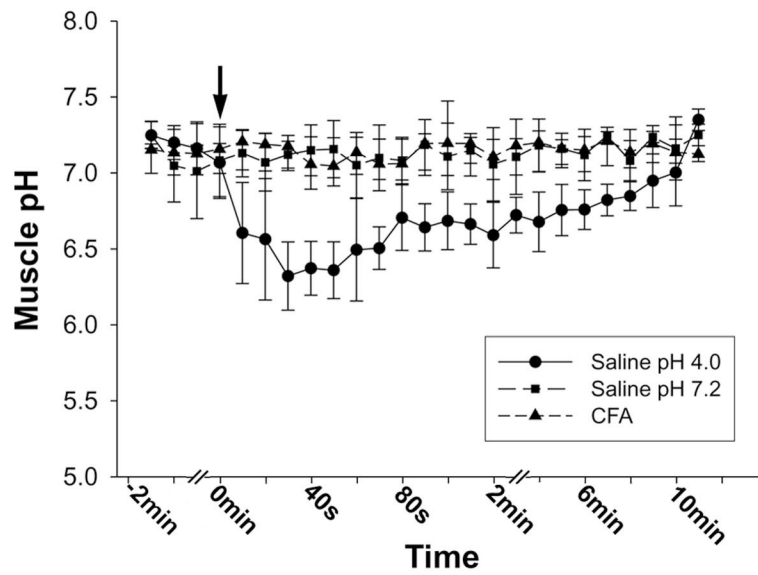 8.0
7.5
7.0
6.5
6.0
5.5
5.0
Muscle pH
Saline pH 4.0
Saline pH 7.2
CFA
-2min
0min
40s
80s
2min
6min
10min
Time